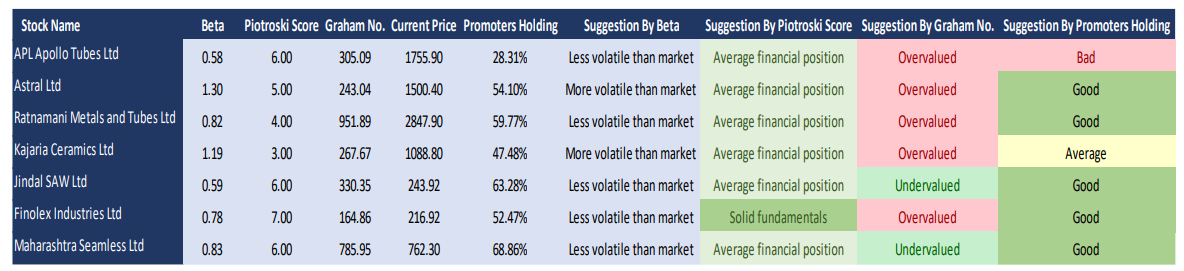 Stock Name Beta Piotroski Score Graham No. Current Price Promoters Holding Suggestion By Beta Suggestion By Piotroski Score Suggestion By Graham No. Suggestion By Promoters Holding
APL Apollo Tubes Ltd 0.58 6.00 305.09 1755.90 28.31% Less volatile than market Average financial position Overvalued Bad
Astral Ltd 1.30 5.00 243.04 1500.40 54.10% More volatile than market Average financial position Overvalued Good
Ratnamani Metals and Tubes Ltd 0.82 4.00 951.89 2847.90 59.77% Less volatile than market Average financial position Overvalued Good
Kajaria Ceramics Ltd 1.19 3.00 267.67 1088.80 47.48% More volatile than market Average financial position Overvalued Average
Jindal SAW Ltd 0.59 6.00 330.35 243.92 63.28% Less volatile than market Average financial position Undervalued Good
Finolex Industries Ltd 0.78 7.00 164.86 216.92 52.47% Less volatile than market Solid fundamentals Overvalued Good
Maharashtra Seamless Ltd 0.83 6.00 785.95 762.30 68.86% Less volatile than market Average financial position Undervalued Good